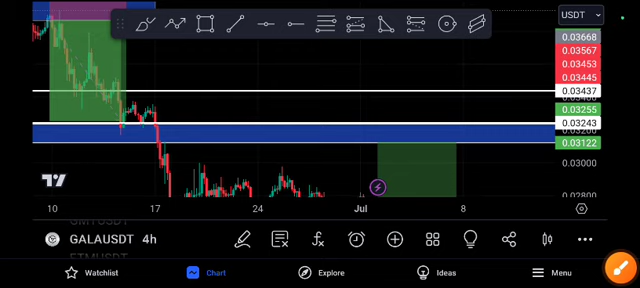 USDT
0.03668
0.03567
0.03453
0.03445
0.03437
0.03255
0.03243
0.03122
0.03000
0.02800
10 17 24 Jul 8
GALAUSDT 4h
Watchlist Chart Explore Ideas Menu